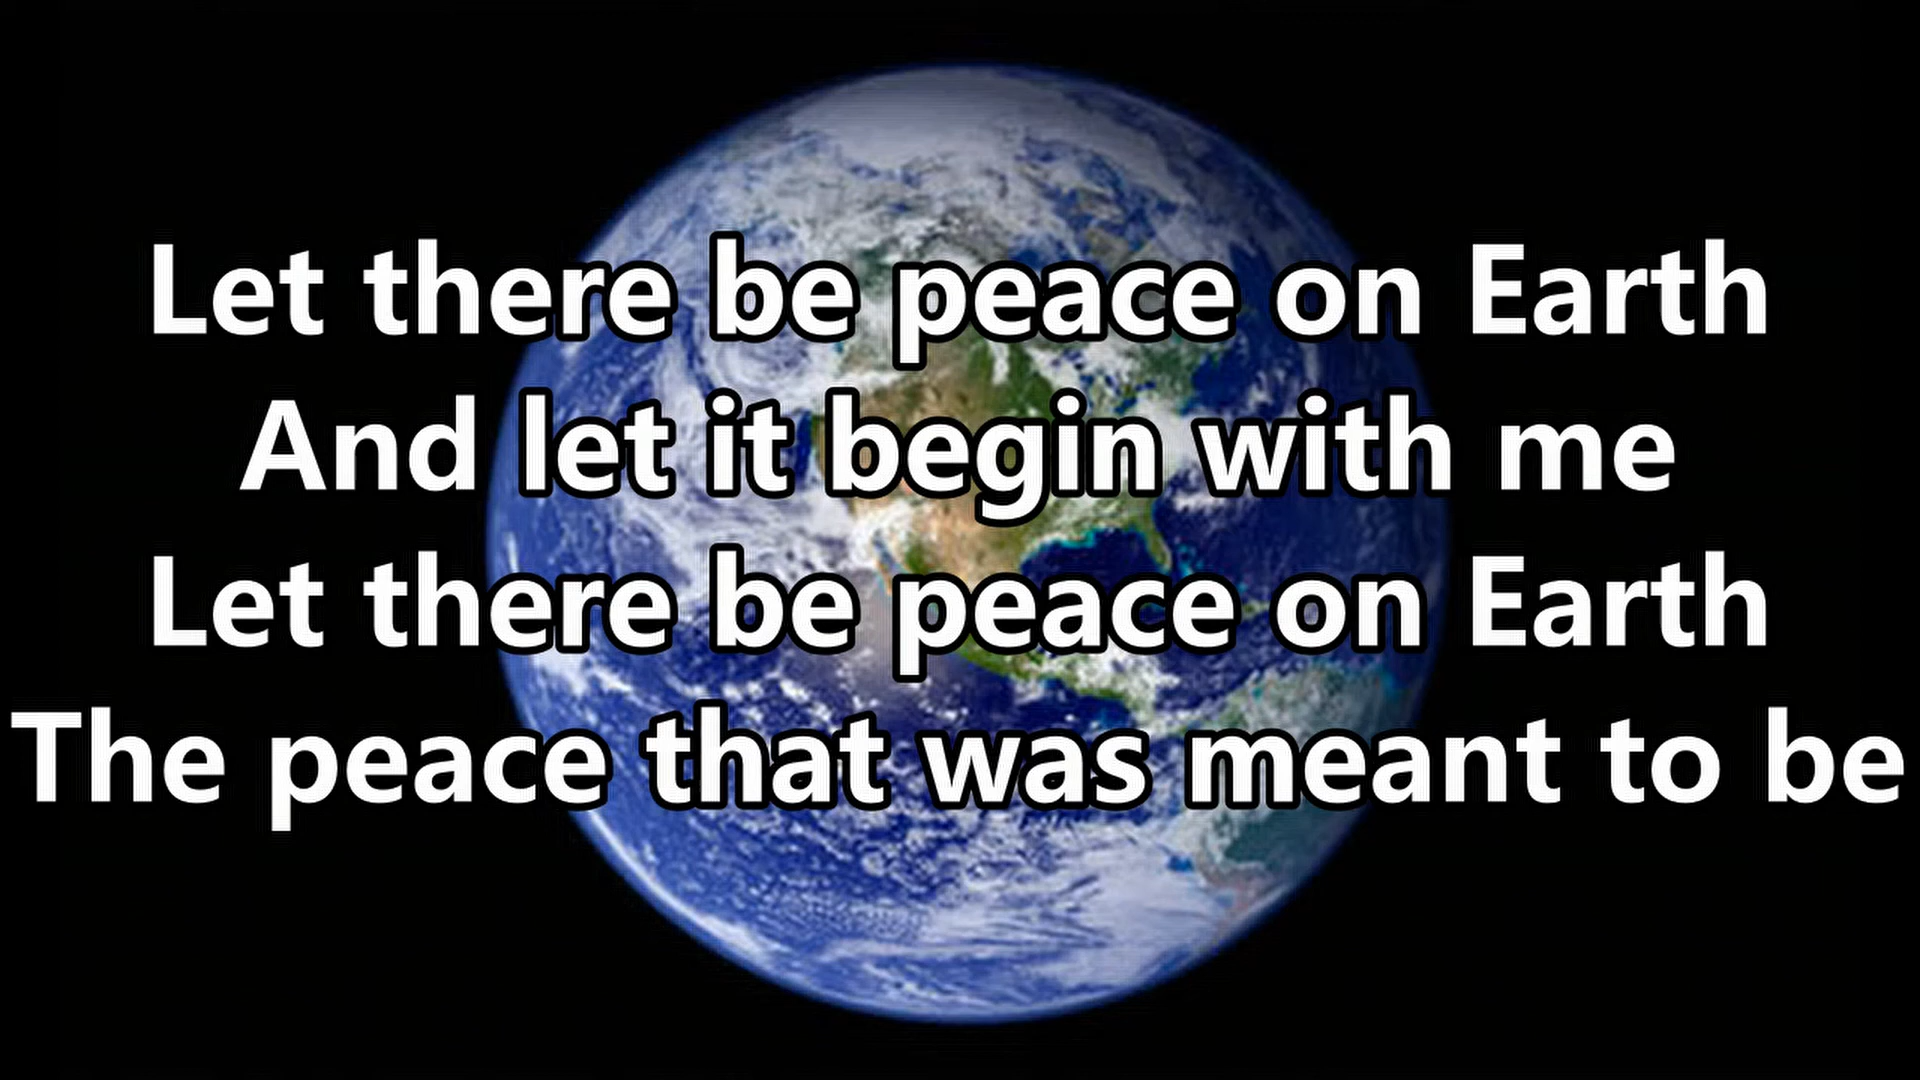 Let there be peace on Earth
And let it begin with me
Let there be peace on Earth
The peace that was meant to be